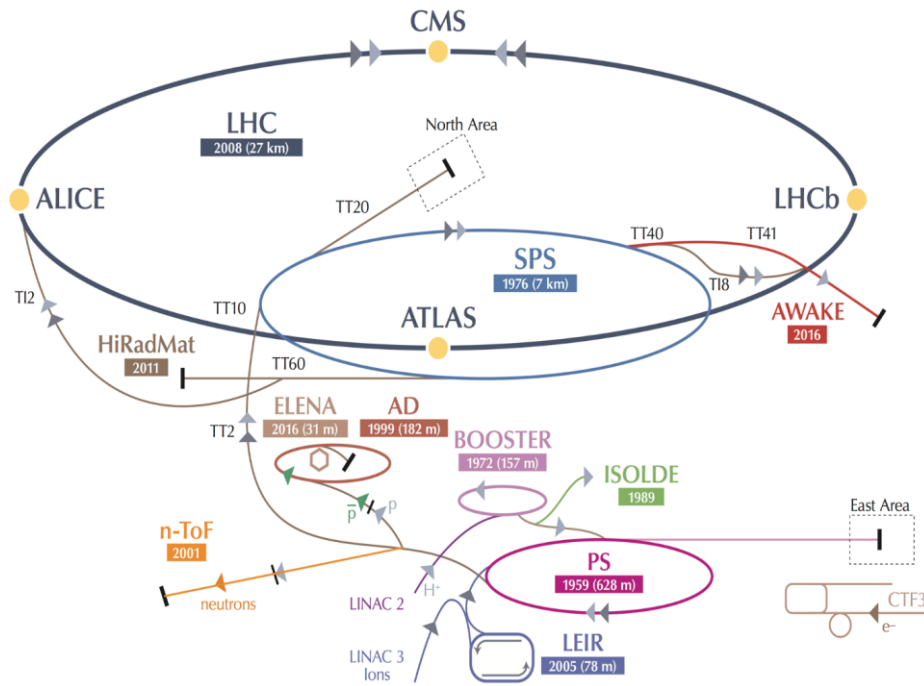 CMS
LHC
2008 (27 km)
North Area
ALICE
TT20
LHCb
TT40
TT41
SPS
1976 (7 km)
TI8
TI2
TT10
ATLAS
AWAKE
2016
HiRadMat
2011
TT60
ELENA
2016 (31 m)
AD
1999 (182 m)
TT2
BOOSTER
1972 (157 m)
ISOLDE
1989
p
p̅
East Area
n-ToF
2001
PS
1959 (628 m)
neutrons
LINAC 2
H⁺
CTF3
e⁻
LINAC 3
Ions
LEIR
2005 (78 m)